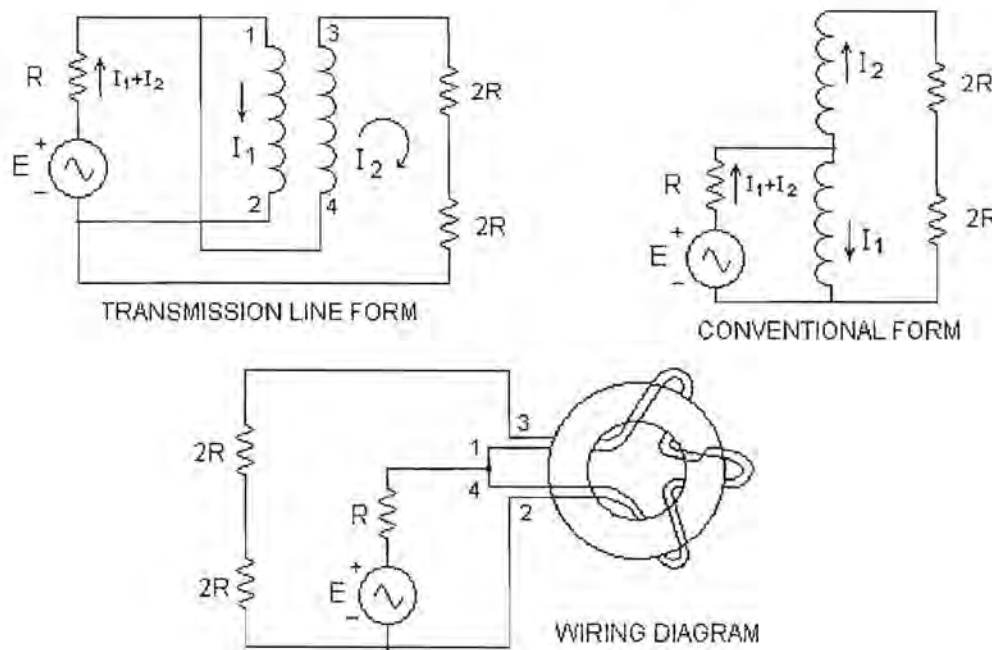 1
3
R
I₁+I₂
I₁
I₂
E
+
−
2
4
2R
2R
TRANSMISSION LINE FORM
I₂
2R
R
I₁+I₂
E
+
−
I₁
2R
CONVENTIONAL FORM
3
1
4
2
2R
R
2R
E
+
−
WIRING DIAGRAM